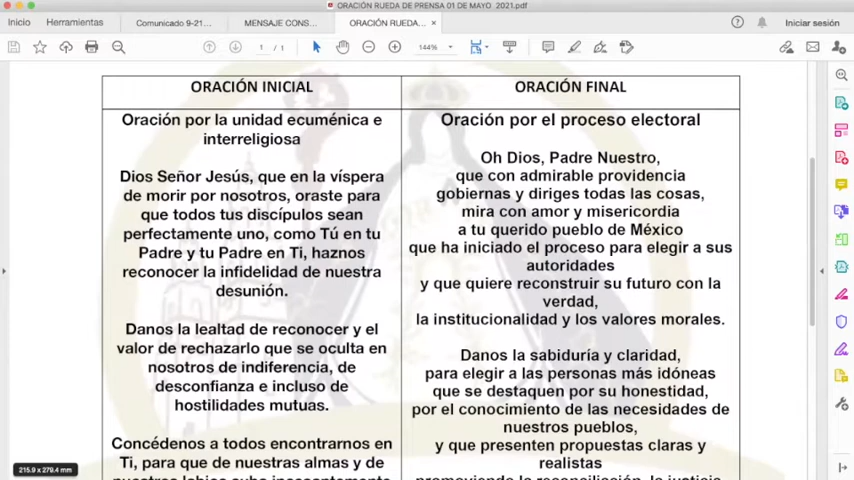 ORACIÓN RUEDA DE PRENSA 01 DE MAYO 2021.pdf
Inicio
Herramientas
Comunicado 9-21...
MENSAJE CONS...
ORACIÓN RUEDA... ×
Iniciar sesión
1 / 1
144%
ORACIÓN INICIAL
Oración por la unidad ecuménica e
interreligiosa
Dios Señor Jesús, que en la víspera
de morir por nosotros, oraste para
que todos tus discípulos sean
perfectamente uno, como Tú en tu
Padre y tu Padre en Ti, haznos
reconocer la infidelidad de nuestra
desunión.
Danos la lealtad de reconocer y el
valor de rechazarlo que se oculta en
nosotros de indiferencia, de
desconfianza e incluso de
hostilidades mutuas.
Concédenos a todos encontrarnos en
Ti, para que de nuestras almas y de
nuestros labios suba incesantemente
ORACIÓN FINAL
Oración por el proceso electoral
Oh Dios, Padre Nuestro,
que con admirable providencia
gobiernas y diriges todas las cosas,
mira con amor y misericordia
a tu querido pueblo de México
que ha iniciado el proceso para elegir a sus
autoridades
y que quiere reconstruir su futuro con la
verdad,
la institucionalidad y los valores morales.
Danos la sabiduría y claridad,
para elegir a las personas más idóneas
que se destaquen por su honestidad,
por el conocimiento de las necesidades de
nuestros pueblos,
y que presenten propuestas claras y
realistas
promoviendo la reconciliación, la justicia
215.9 x 279.4 mm